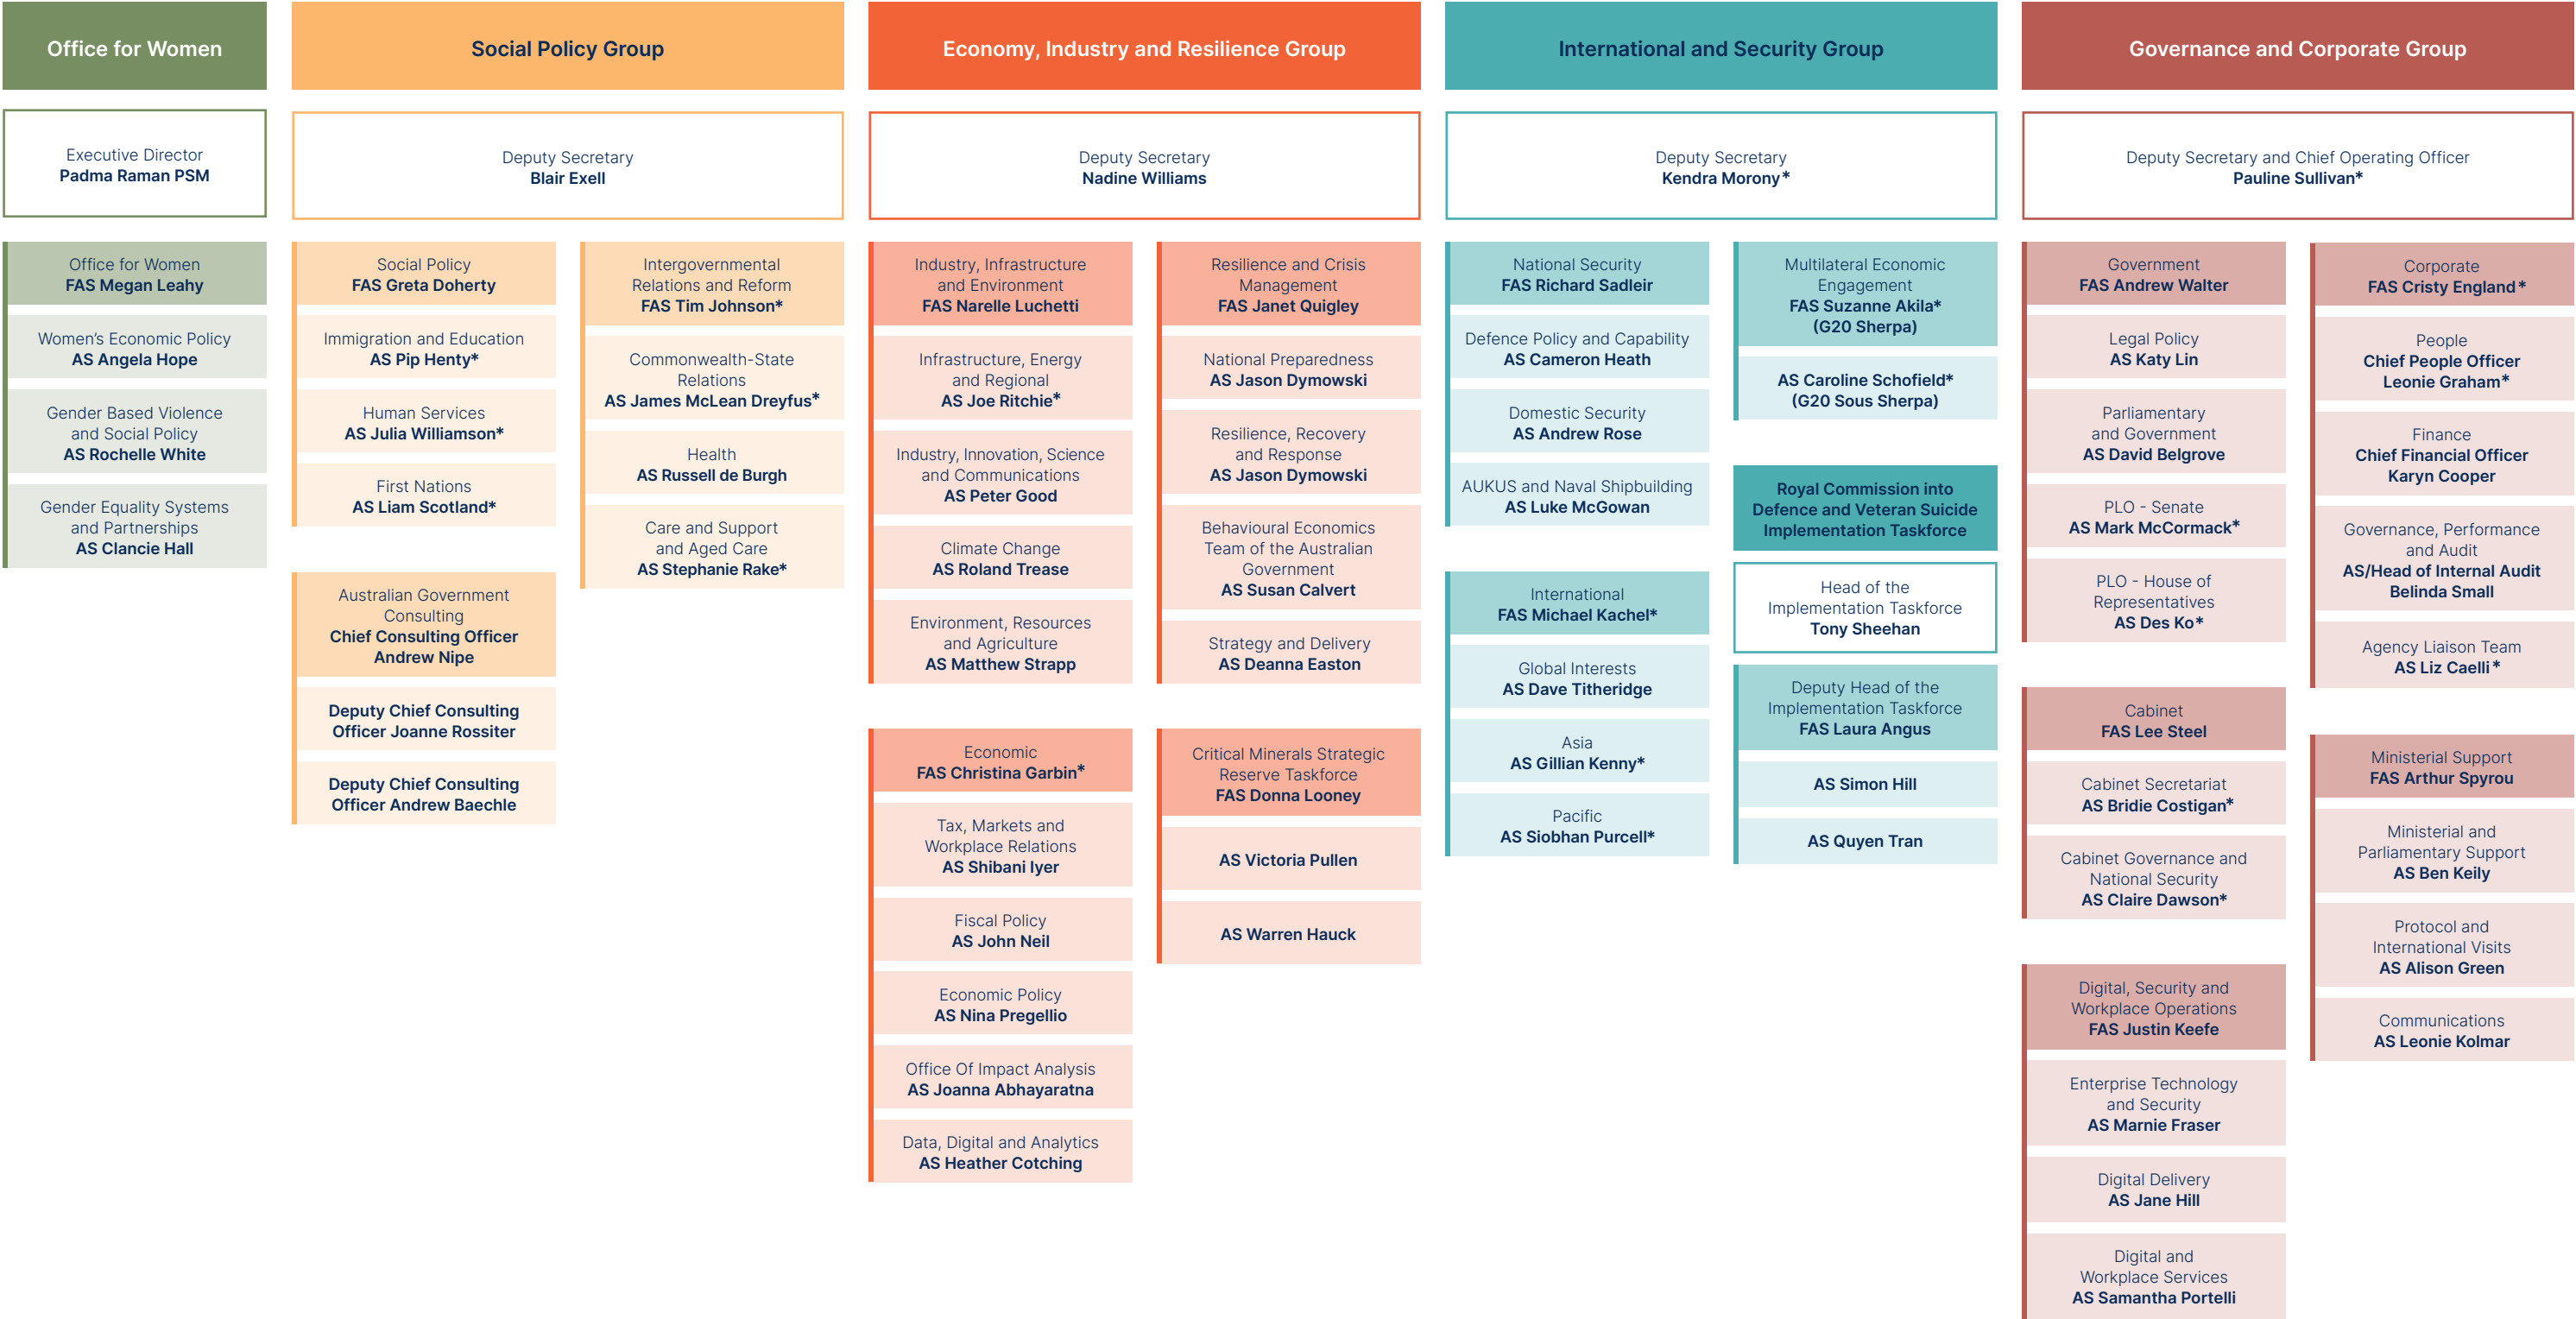 Office for Women
Executive Director
Padma Raman PSM
Office for Women
FAS Megan Leahy
Women's Economic Policy
AS Angela Hope
Gender Based Violence
and Social Policy
AS Rochelle White
Gender Equality Systems
and Partnerships
AS Clancie Hall
Social Policy Group
Deputy Secretary
Blair Exell
Social Policy
FAS Greta Doherty
Immigration and Education
AS Pip Henty*
Human Services
AS Julia Williamson*
First Nations
AS Liam Scotland*
Australian Government
Consulting
Chief Consulting Officer
Andrew Nipe
Deputy Chief Consulting
Officer Joanne Rossiter
Deputy Chief Consulting
Officer Andrew Baechle
Intergovernmental
Relations and Reform
FAS Tim Johnson*
Commonwealth-State
Relations
AS James McLean Dreyfus*
Health
AS Russell de Burgh
Care and Support
and Aged Care
AS Stephanie Rake*
Economy, Industry and Resilience Group
Deputy Secretary
Nadine Williams
Industry, Infrastructure
and Environment
FAS Narelle Luchetti
Infrastructure, Energy
and Regional
AS Joe Ritchie*
Industry, Innovation, Science
and Communications
AS Peter Good
Climate Change
AS Roland Trease
Environment, Resources
and Agriculture
AS Matthew Strapp
Economic
FAS Christina Garbin*
Tax, Markets and
Workplace Relations
AS Shibani Iyer
Fiscal Policy
AS John Neil
Economic Policy
AS Nina Pregellio
Office Of Impact Analysis
AS Joanna Abhayaratna
Data, Digital and Analytics
AS Heather Cotching
Resilience and Crisis
Management
FAS Janet Quigley
National Preparedness
AS Jason Dymowski
Resilience, Recovery
and Response
AS Jason Dymowski
Behavioural Economics
Team of the Australian
Government
AS Susan Calvert
Strategy and Delivery
AS Deanna Easton
Critical Minerals Strategic
Reserve Taskforce
FAS Donna Looney
AS Victoria Pullen
AS Warren Hauck
International and Security Group
Deputy Secretary
Kendra Morony*
National Security
FAS Richard Sadleir
Defence Policy and Capability
AS Cameron Heath
Domestic Security
AS Andrew Rose
AUKUS and Naval Shipbuilding
AS Luke McGowan
International
FAS Michael Kachel*
Global Interests
AS Dave Titheridge
Asia
AS Gillian Kenny*
Pacific
AS Siobhan Purcell*
Multilateral Economic
Engagement
FAS Suzanne Akila*
(G20 Sherpa)
AS Caroline Schofield*
(G20 Sous Sherpa)
Royal Commission into
Defence and Veteran Suicide
Implementation Taskforce
Head of the
Implementation Taskforce
Tony Sheehan
Deputy Head of the
Implementation Taskforce
FAS Laura Angus
AS Simon Hill
AS Quyen Tran
Governance and Corporate Group
Deputy Secretary and Chief Operating Officer
Pauline Sullivan*
Government
FAS Andrew Walter
Legal Policy
AS Katy Lin
Parliamentary
and Government
AS David Belgrove
PLO - Senate
AS Mark McCormack*
PLO - House of
Representatives
AS Des Ko*
Cabinet
FAS Lee Steel
Cabinet Secretariat
AS Bridie Costigan*
Cabinet Governance and
National Security
AS Claire Dawson*
Digital, Security and
Workplace Operations
FAS Justin Keefe
Enterprise Technology
and Security
AS Marnie Fraser
Digital Delivery
AS Jane Hill
Digital and
Workplace Services
AS Samantha Portelli
Corporate
FAS Cristy England*
People
Chief People Officer
Leonie Graham*
Finance
Chief Financial Officer
Karyn Cooper
Governance, Performance
and Audit
AS/Head of Internal Audit
Belinda Small
Agency Liaison Team
AS Liz Caelli*
Ministerial Support
FAS Arthur Spyrou
Ministerial and
Parliamentary Support
AS Ben Keily
Protocol and
International Visits
AS Alison Green
Communications
AS Leonie Kolmar